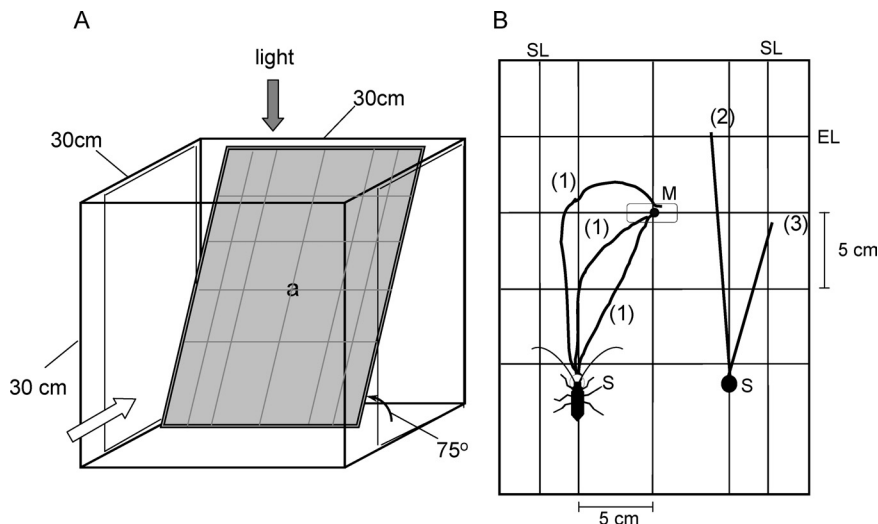 A
light
30cm
30cm
a
30 cm
75o
B
SL
SL
(2)
EL
(1)
M
(1)
(3)
5 cm
(1)
S
S
5 cm